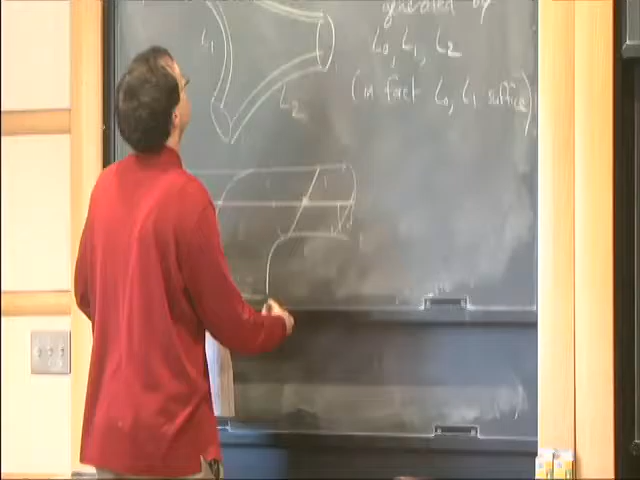 generated by
L₀, L₁, L₂
(in fact L₀, L₁ suffice)
L₁
L₂